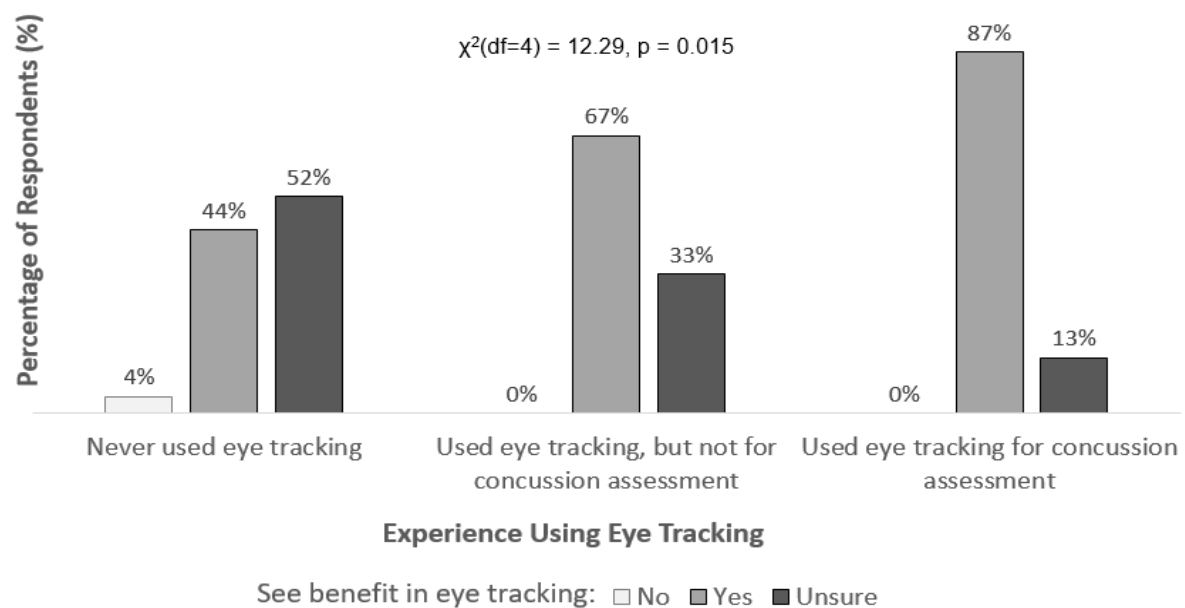 Percentage of Respondents (%)
χ²(df=4) = 12.29, p = 0.015
4%
44%
52%
0%
67%
33%
0%
87%
13%
Never used eye tracking
Used eye tracking, but not for
concussion assessment
Used eye tracking for concussion
assessment
Experience Using Eye Tracking
See benefit in eye tracking: No Yes Unsure